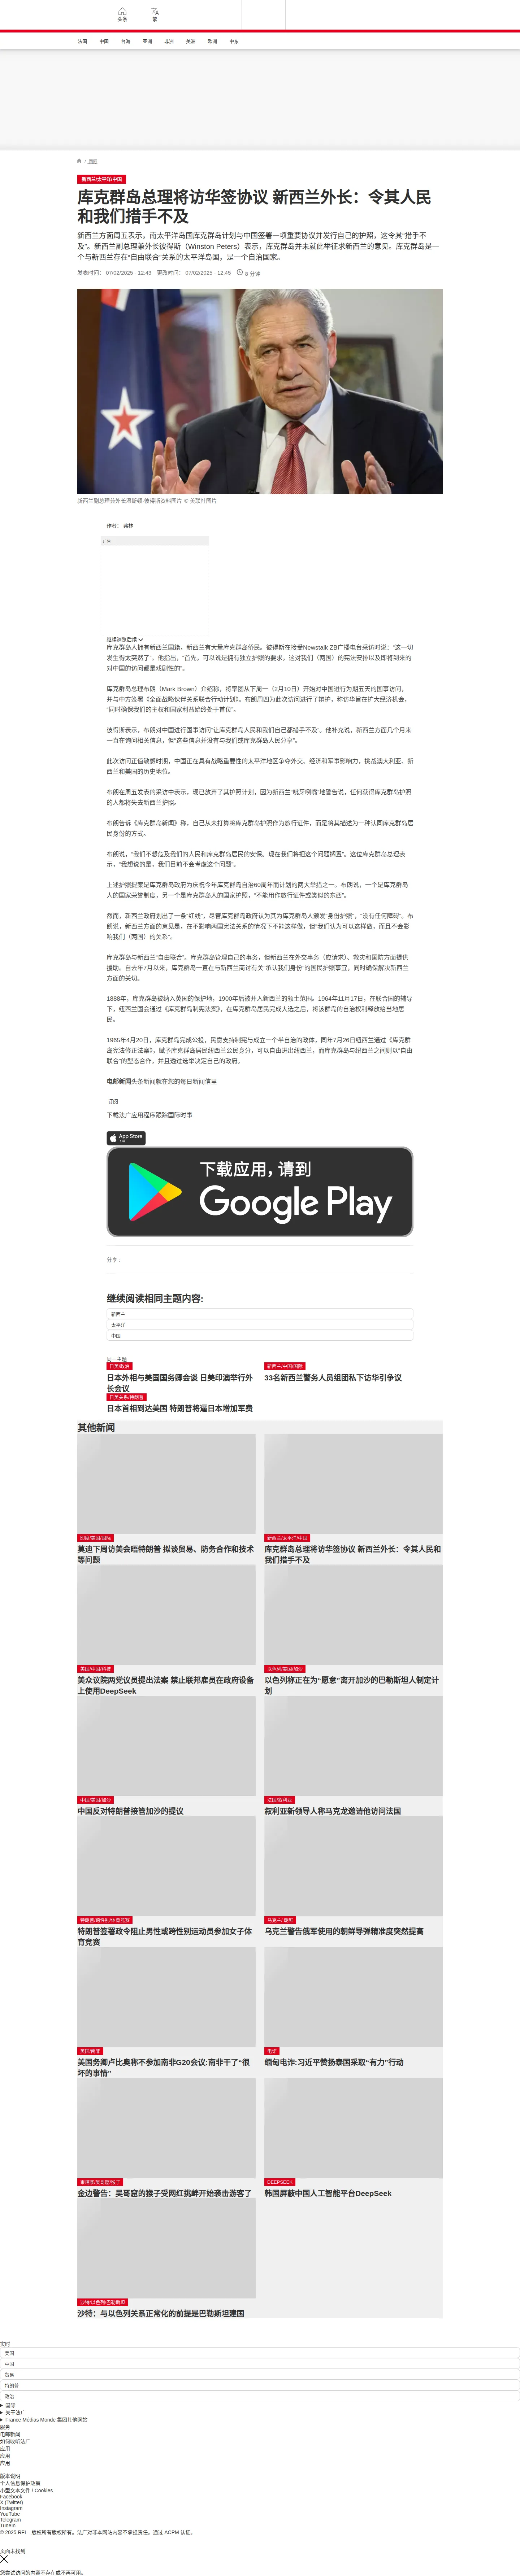 头条
繁
法国
中国
台海
亚洲
非洲
美洲
欧洲
中东
/ 国际
新西兰/太平洋/中国
库克群岛总理将访华签协议 新西兰外长：令其人民
和我们措手不及
新西兰方面周五表示，南太平洋岛国库克群岛计划与中国签署一项重要协议并发行自己的护照，这令其“措手不
及”。新西兰副总理兼外长彼得斯（Winston Peters）表示，库克群岛并未就此举征求新西兰的意见。库克群岛是一
个与新西兰存在“自由联合”关系的太平洋岛国，是一个自治国家。
发表时间： 07/02/2025 - 12:43 更改时间： 07/02/2025 - 12:45 8 分钟
新西兰副总理兼外长温斯顿·彼得斯资料图片 © 美联社图片
作者： 弗林
广告
继续浏览后续
库克群岛人拥有新西兰国籍，新西兰有大量库克群岛侨民。彼得斯在接受Newstalk ZB广播电台采访时说：“这一切
发生得太突然了”。他指出，“首先，可以说是拥有独立护照的要求，这对我们（两国）的宪法安排以及即将到来的
对中国的访问都是戏剧性的”。
库克群岛总理布朗（Mark Brown）介绍称，将率团从下周一（2月10日）开始对中国进行为期五天的国事访问，
并与中方签署《全面战略伙伴关系联合行动计划》。布朗周四为此次访问进行了辩护，称访华旨在扩大经济机会，
“同时确保我们的主权和国家利益始终处于首位”。
彼得斯表示，布朗对中国进行国事访问“让库克群岛人民和我们自己都措手不及”。他补充说，新西兰方面几个月来
一直在询问相关信息，但“这些信息并没有与我们或库克群岛人民分享”。
此次访问正值敏感时期，中国正在具有战略重要性的太平洋地区争夺外交、经济和军事影响力，挑战澳大利亚、新
西兰和美国的历史地位。
布朗在周五发表的采访中表示，现已放弃了其护照计划，因为新西兰“呲牙咧嘴”地警告说，任何获得库克群岛护照
的人都将失去新西兰护照。
布朗告诉《库克群岛新闻》称，自己从未打算将库克群岛护照作为旅行证件，而是将其描述为一种认同库克群岛居
民身份的方式。
布朗说，“我们不想危及我们的人民和库克群岛居民的安保。现在我们将把这个问题搁置”。这位库克群岛总理表
示，“我想说的是，我们目前不会考虑这个问题”。
上述护照提案是库克群岛政府为庆祝今年库克群岛自治60周年而计划的两大举措之一。布朗说，一个是库克群岛
人的国家荣誉制度，另一个是库克群岛人的国家护照，“不能用作旅行证件或类似的东西”。
然而，新西兰政府划出了一条“红线”，尽管库克群岛政府认为其为库克群岛人颁发“身份护照”，“没有任何障碍”。布
朗说，新西兰方面的意见是，在不影响两国宪法关系的情况下不能这样做，但“我们认为可以这样做，而且不会影
响我们（两国）的关系”。
库克群岛与新西兰“自由联合”。库克群岛管理自己的事务，但新西兰在外交事务（应请求）、救灾和国防方面提供
援助。自去年7月以来，库克群岛一直在与新西兰商讨有关“承认我们身份”的国民护照事宜，同时确保解决新西兰
方面的关切。
1888年，库克群岛被纳入英国的保护地，1900年后被并入新西兰的领土范围。1964年11月17日，在联合国的辅导
下，纽西兰国会通过《库克群岛制宪法案》，在库克群岛居民完成大选之后，将该群岛的自治权利释放给当地居
民。
1965年4月20日，库克群岛完成公投，民意支持制宪与成立一个半自治的政体，同年7月26日纽西兰通过《库克群
岛宪法修正法案》，赋予库克群岛居民纽西兰公民身分，可以自由进出纽西兰，而库克群岛与纽西兰之间则以“自由
联合”的型态合作，并且透过选举决定自己的政府。
电邮新闻头条新闻就在您的每日新闻信里
订阅
下载法广应用程序跟踪国际时事
App Store
下载
下载应用，请到
Google Play
分享 :
继续阅读相同主题内容:
新西兰
太平洋
中国
同一主题
日美/政治
日本外相与美国国务卿会谈 日美印澳举行外
长会议
新西兰/中国/国际
33名新西兰警务人员组团私下访华引争议
日美关系/特朗普
日本首相到达美国 特朗普将逼日本增加军费
其他新闻
印度/美国/国际
莫迪下周访美会晤特朗普 拟谈贸易、防务合作和技术
等问题
新西兰/太平洋/中国
库克群岛总理将访华签协议 新西兰外长：令其人民和
我们措手不及
美国/中国/科技
美众议院两党议员提出法案 禁止联邦雇员在政府设备
上使用DeepSeek
以色列/美国/加沙
以色列称正在为“愿意”离开加沙的巴勒斯坦人制定计
划
中国/美国/加沙
中国反对特朗普接管加沙的提议
法国/叙利亚
叙利亚新领导人称马克龙邀请他访问法国
特朗普/跨性别/体育竞赛
特朗普签署政令阻止男性或跨性别运动员参加女子体
育竞赛
乌克兰/ 朝鲜
乌克兰警告俄军使用的朝鲜导弹精准度突然提高
美国/南非
美国务卿卢比奥称不参加南非G20会议:南非干了“很
坏的事情”
电诈
缅甸电诈:习近平赞扬泰国采取“有力”行动
柬埔寨/吴哥窟/猴子
金边警告：吴哥窟的猴子受网红挑衅开始袭击游客了
DEEPSEEK
韩国屏蔽中国人工智能平台DeepSeek
沙特/以色列/巴勒斯坦
沙特：与以色列关系正常化的前提是巴勒斯坦建国
实时
美国
中国
贸易
特朗普
政治
国际
关于法广
France Médias Monde 集团其他网站
服务
电邮新闻
如何收听法广
应用
应用
应用
版本说明
个人信息保护政策
小型文本文件 / Cookies
Facebook
X (Twitter)
Instagram
YouTube
Telegram
TuneIn
© 2025 RFI – 版权所有版权所有。法广对非本网站内容不承担责任。通过 ACPM 认证。
页面未找到
您尝试访问的内容不存在或不再可用。